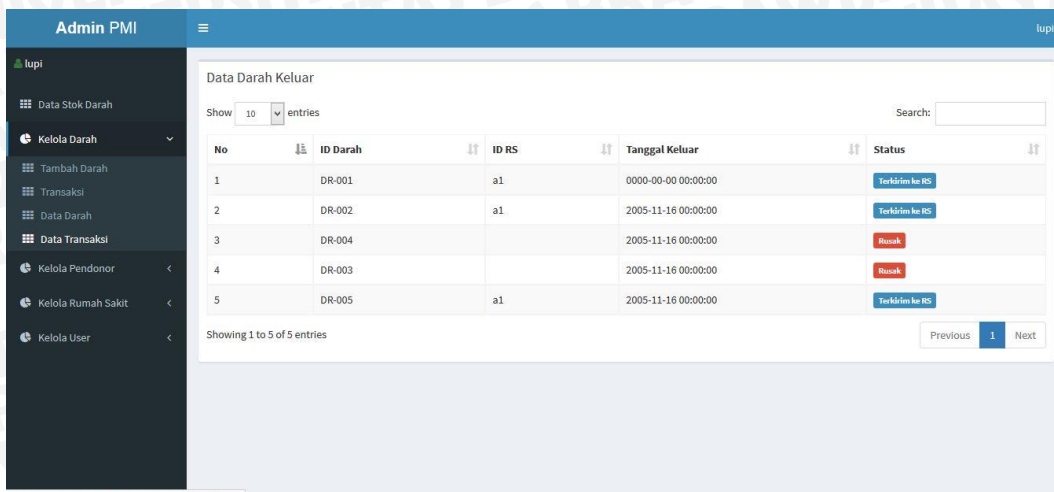 Admin PMI
lupi
lupi
Data Stok Darah
Kelola Darah
Tambah Darah
Transaksi
Data Darah
Data Transaksi
Kelola Pendonor
Kelola Rumah Sakit
Kelola User
Data Darah Keluar
Show 10 entries Search:
No ID Darah ID RS Tanggal Keluar Status
1 DR-001 a1 0000-00-00 00:00:00 Terkirim ke RS
2 DR-002 a1 2005-11-16 00:00:00 Terkirim ke RS
3 DR-004 2005-11-16 00:00:00 Rusak
4 DR-003 2005-11-16 00:00:00 Rusak
5 DR-005 a1 2005-11-16 00:00:00 Terkirim ke RS
Showing 1 to 5 of 5 entries Previous 1 Next